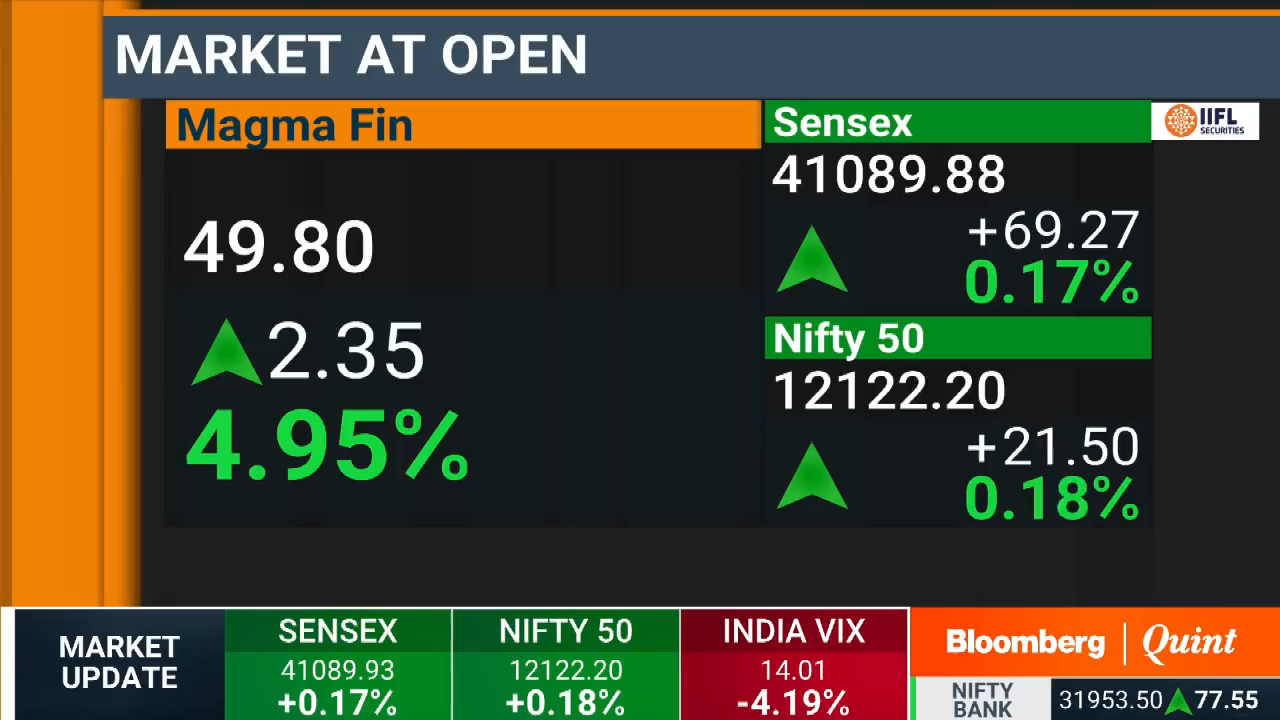 MARKET AT OPEN
Magma Fin
49.80
2.35
4.95%
Sensex
41089.88
+69.27
0.17%
Nifty 50
12122.20
+21.50
0.18%
IIFL
SECURITIES
MARKET
UPDATE
SENSEX
41089.93
+0.17%
NIFTY 50
12122.20
+0.18%
INDIA VIX
14.01
-4.19%
Bloomberg | Quint
NIFTY
BANK
31953.50 77.55